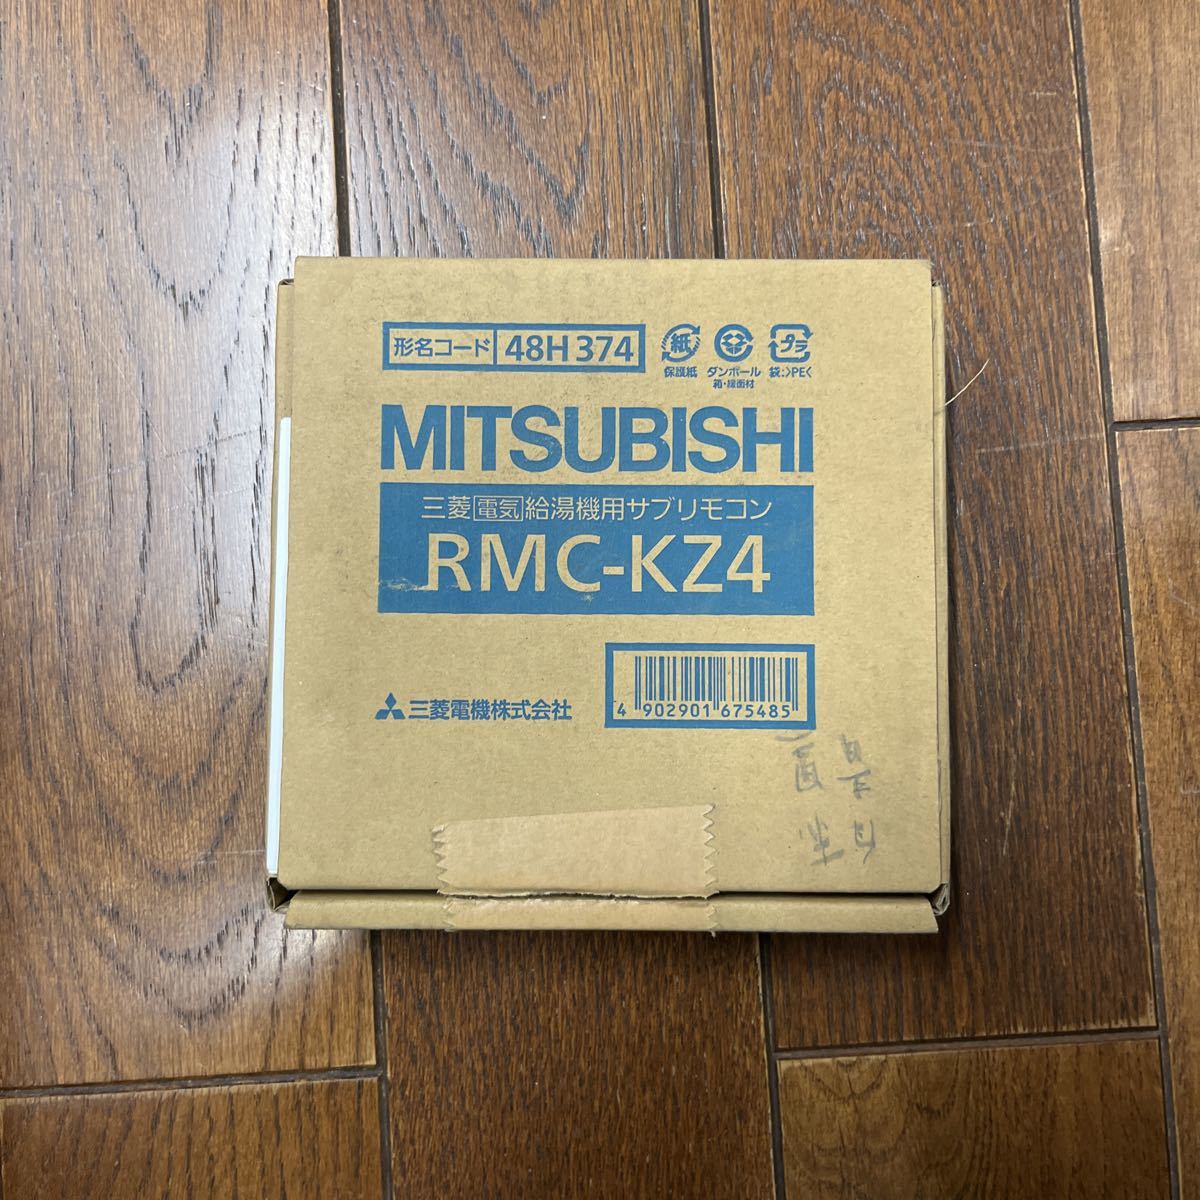 形名コード 48H 374
紙 プラ
保護紙 ダンボール 袋:>PE<
箱・緩衝材
MITSUBISHI
三菱電気給湯機用サブリモコン
RMC-KZ4
三菱電機株式会社
4 902901 675485